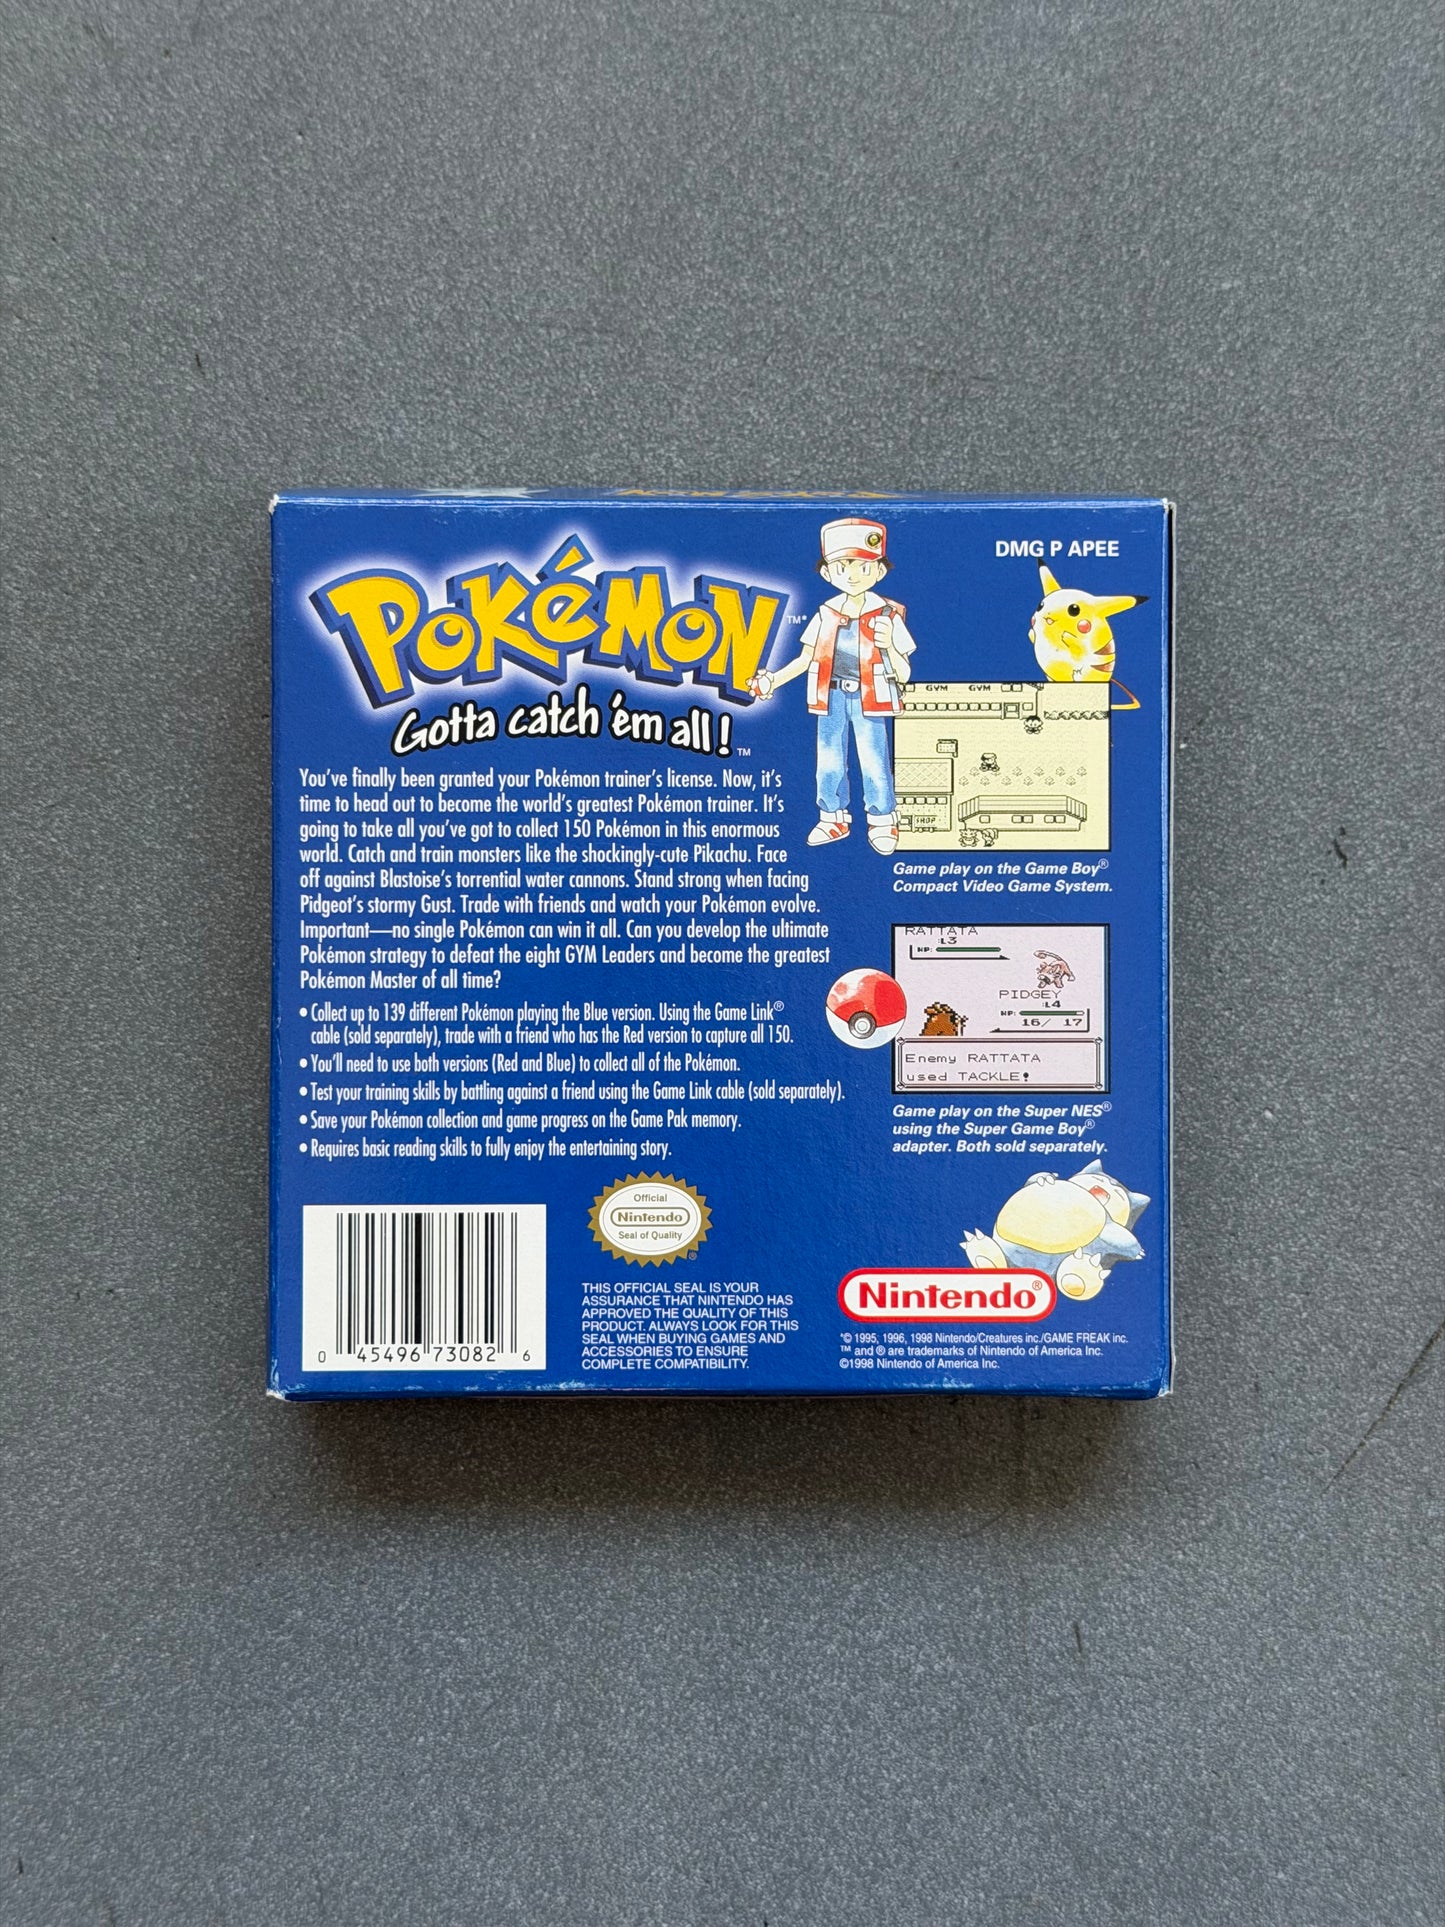 DMG P APEE
POKéMON ™*
Gotta catch 'em all! ™
You've finally been granted your Pokémon trainer's license. Now, it's
time to head out to become the world's greatest Pokémon trainer. It's
going to take all you've got to collect 150 Pokémon in this enormous
world. Catch and train monsters like the shockingly-cute Pikachu. Face
off against Blastoise's torrential water cannons. Stand strong when facing
Pidgeot's stormy Gust. Trade with friends and watch your Pokémon evolve.
Important—no single Pokémon can win it all. Can you develop the ultimate
Pokémon strategy to defeat the eight GYM Leaders and become the greatest
Pokémon Master of all time?
• Collect up to 139 different Pokémon playing the Blue version. Using the Game Link®
cable (sold separately), trade with a friend who has the Red version to capture all 150.
• You'll need to use both versions (Red and Blue) to collect all of the Pokémon.
• Test your training skills by battling against a friend using the Game Link cable (sold separately).
• Save your Pokémon collection and game progress on the Game Pak memory.
• Requires basic reading skills to fully enjoy the entertaining story.
GYM GYM
SHOP
Game play on the Game Boy®
Compact Video Game System.
RATTATA
:L3
HP:
PIDGEY
:L4
HP:
16/ 17
Enemy RATTATA
used TACKLE!
Game play on the Super NES®
using the Super Game Boy®
adapter. Both sold separately.
0 45496 73082 6
Official
Nintendo
Seal of Quality
®
THIS OFFICIAL SEAL IS YOUR
ASSURANCE THAT NINTENDO HAS
APPROVED THE QUALITY OF THIS
PRODUCT. ALWAYS LOOK FOR THIS
SEAL WHEN BUYING GAMES AND
ACCESSORIES TO ENSURE
COMPLETE COMPATIBILITY.
Nintendo®
*© 1995, 1996, 1998 Nintendo/Creatures inc./GAME FREAK inc.
™ and ® are trademarks of Nintendo of America Inc.
©1998 Nintendo of America Inc.